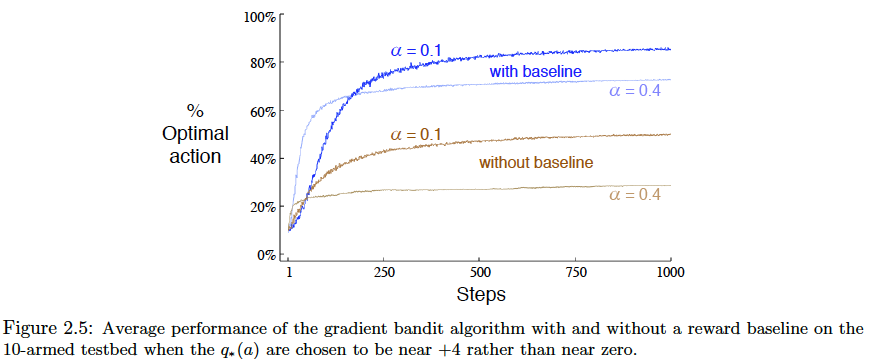 100%
α = 0.1
80%
with baseline
α = 0.4
%
Optimal
action
60%
α = 0.1
40%
without baseline
α = 0.4
20%
0%
1 250 500 750 1000
Steps
Figure 2.5: Average performance of the gradient bandit algorithm with and without a reward baseline on the
10-armed testbed when the q*(a) are chosen to be near +4 rather than near zero.